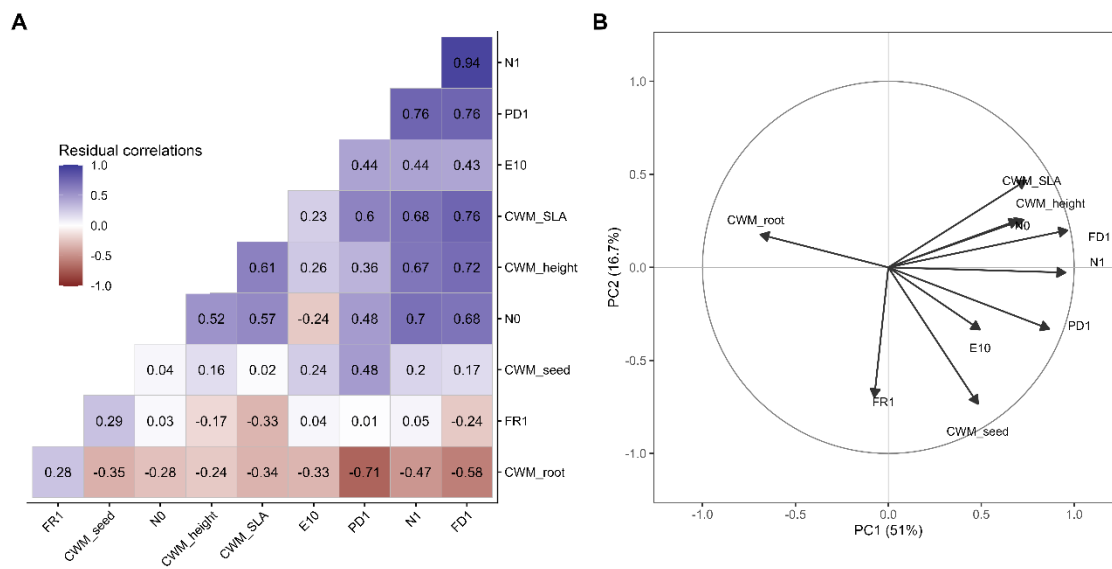 A
N1
0.94
PD1
0.76 0.76
Residual correlations
1.0
0.5
0.0
-0.5
-1.0
E10
0.44 0.44 0.43
CWM_SLA
0.23 0.6 0.68 0.76
CWM_height
0.61 0.26 0.36 0.67 0.72
N0
0.52 0.57 -0.24 0.48 0.7 0.68
CWM_seed
0.04 0.16 0.02 0.24 0.48 0.2 0.17
FR1
0.29 0.03 -0.17 -0.33 0.04 0.01 0.05 -0.24
CWM_root
0.28 -0.35 -0.28 -0.24 -0.34 -0.33 -0.71 -0.47 -0.58
FR1
CWM_seed
N0
CWM_height
CWM_SLA
E10
PD1
N1
FD1
B
1.0
0.5
0.0
-0.5
-1.0
PC2 (16.7%)
CWM_SLA
CWM_height
N0
CWM_root
FD1
N1
PD1
E10
FR1
CWM_seed
-1.0 -0.5 0.0 0.5 1.0
PC1 (51%)